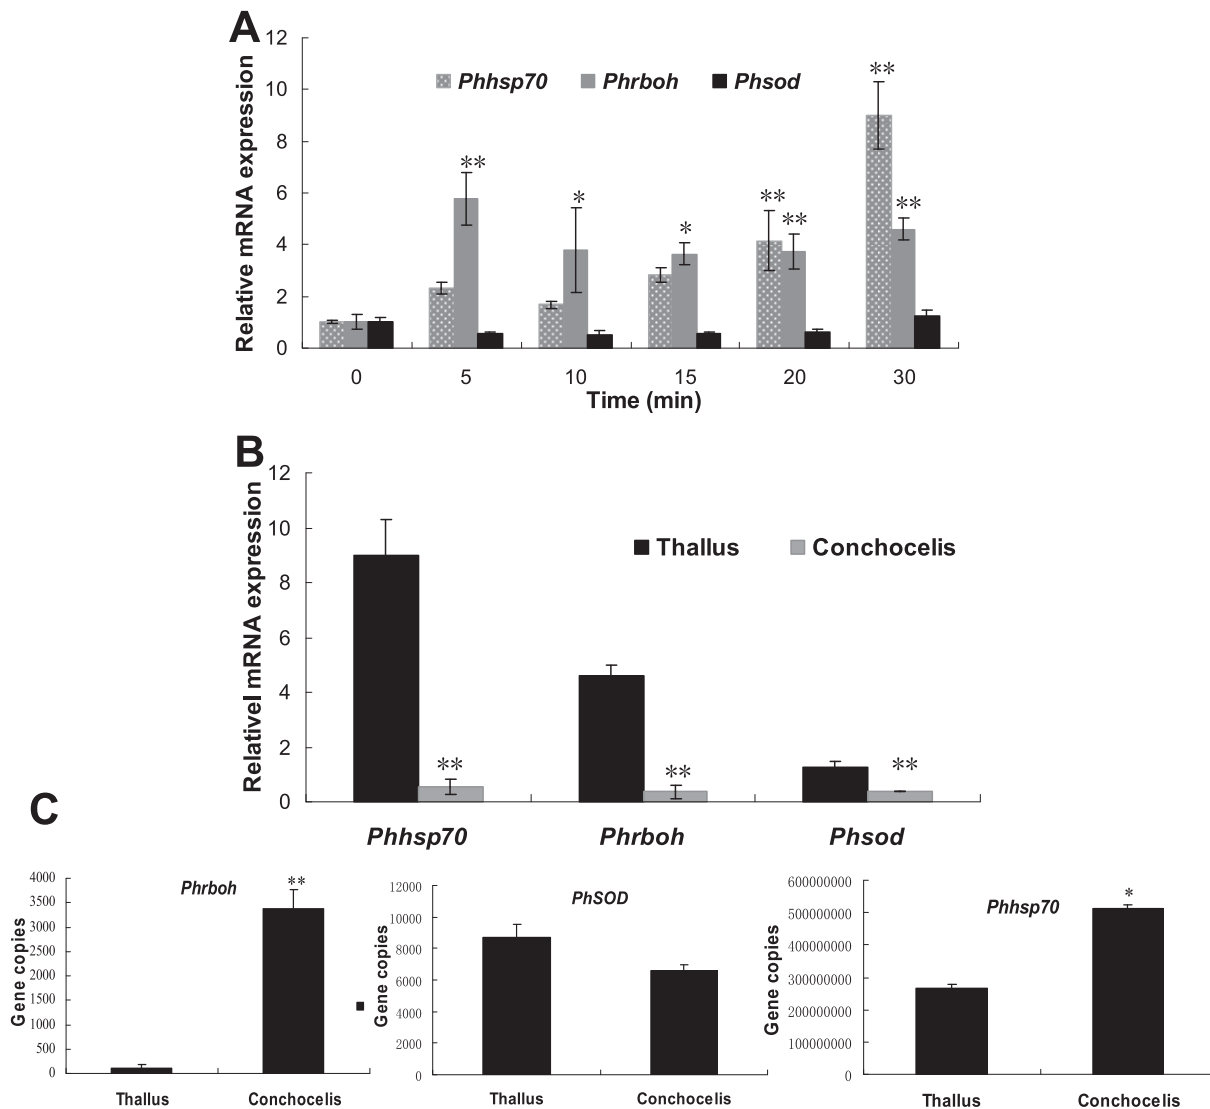 A
12
10
8
6
4
2
0
Relative mRNA expression
Phhsp70 Phrboh Phsod
** * * ** ** ** **
0 5 10 15 20 30
Time (min)
B
12
10
8
6
4
2
0
RelativeI mRNA expression
Thallus Conchocelis
** ** **
Phhsp70 Phrboh Phsod
C
4000
3500
3000
2500
2000
1500
1000
500
0
Gene copies
Phrboh
**
Thallus Conchocelis
12000
10000
8000
6000
4000
2000
0
Gene copies
PhSOD
Thallus Conchocelis
600000000
500000000
400000000
300000000
200000000
100000000
0
Gene copies
Phhsp70
*
Thallus Conchocelis